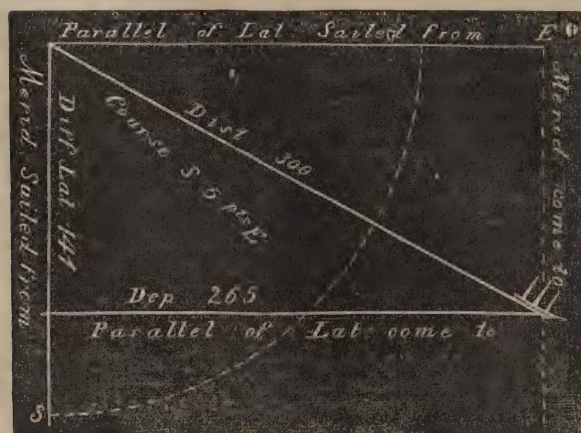 Parallel of Lat Sailed from E
Merid Sailed from
Diff Lat 141
Course S 5 pts E
Dist 300
Merid come to
Dep 265
Parallel of Lat come to
S